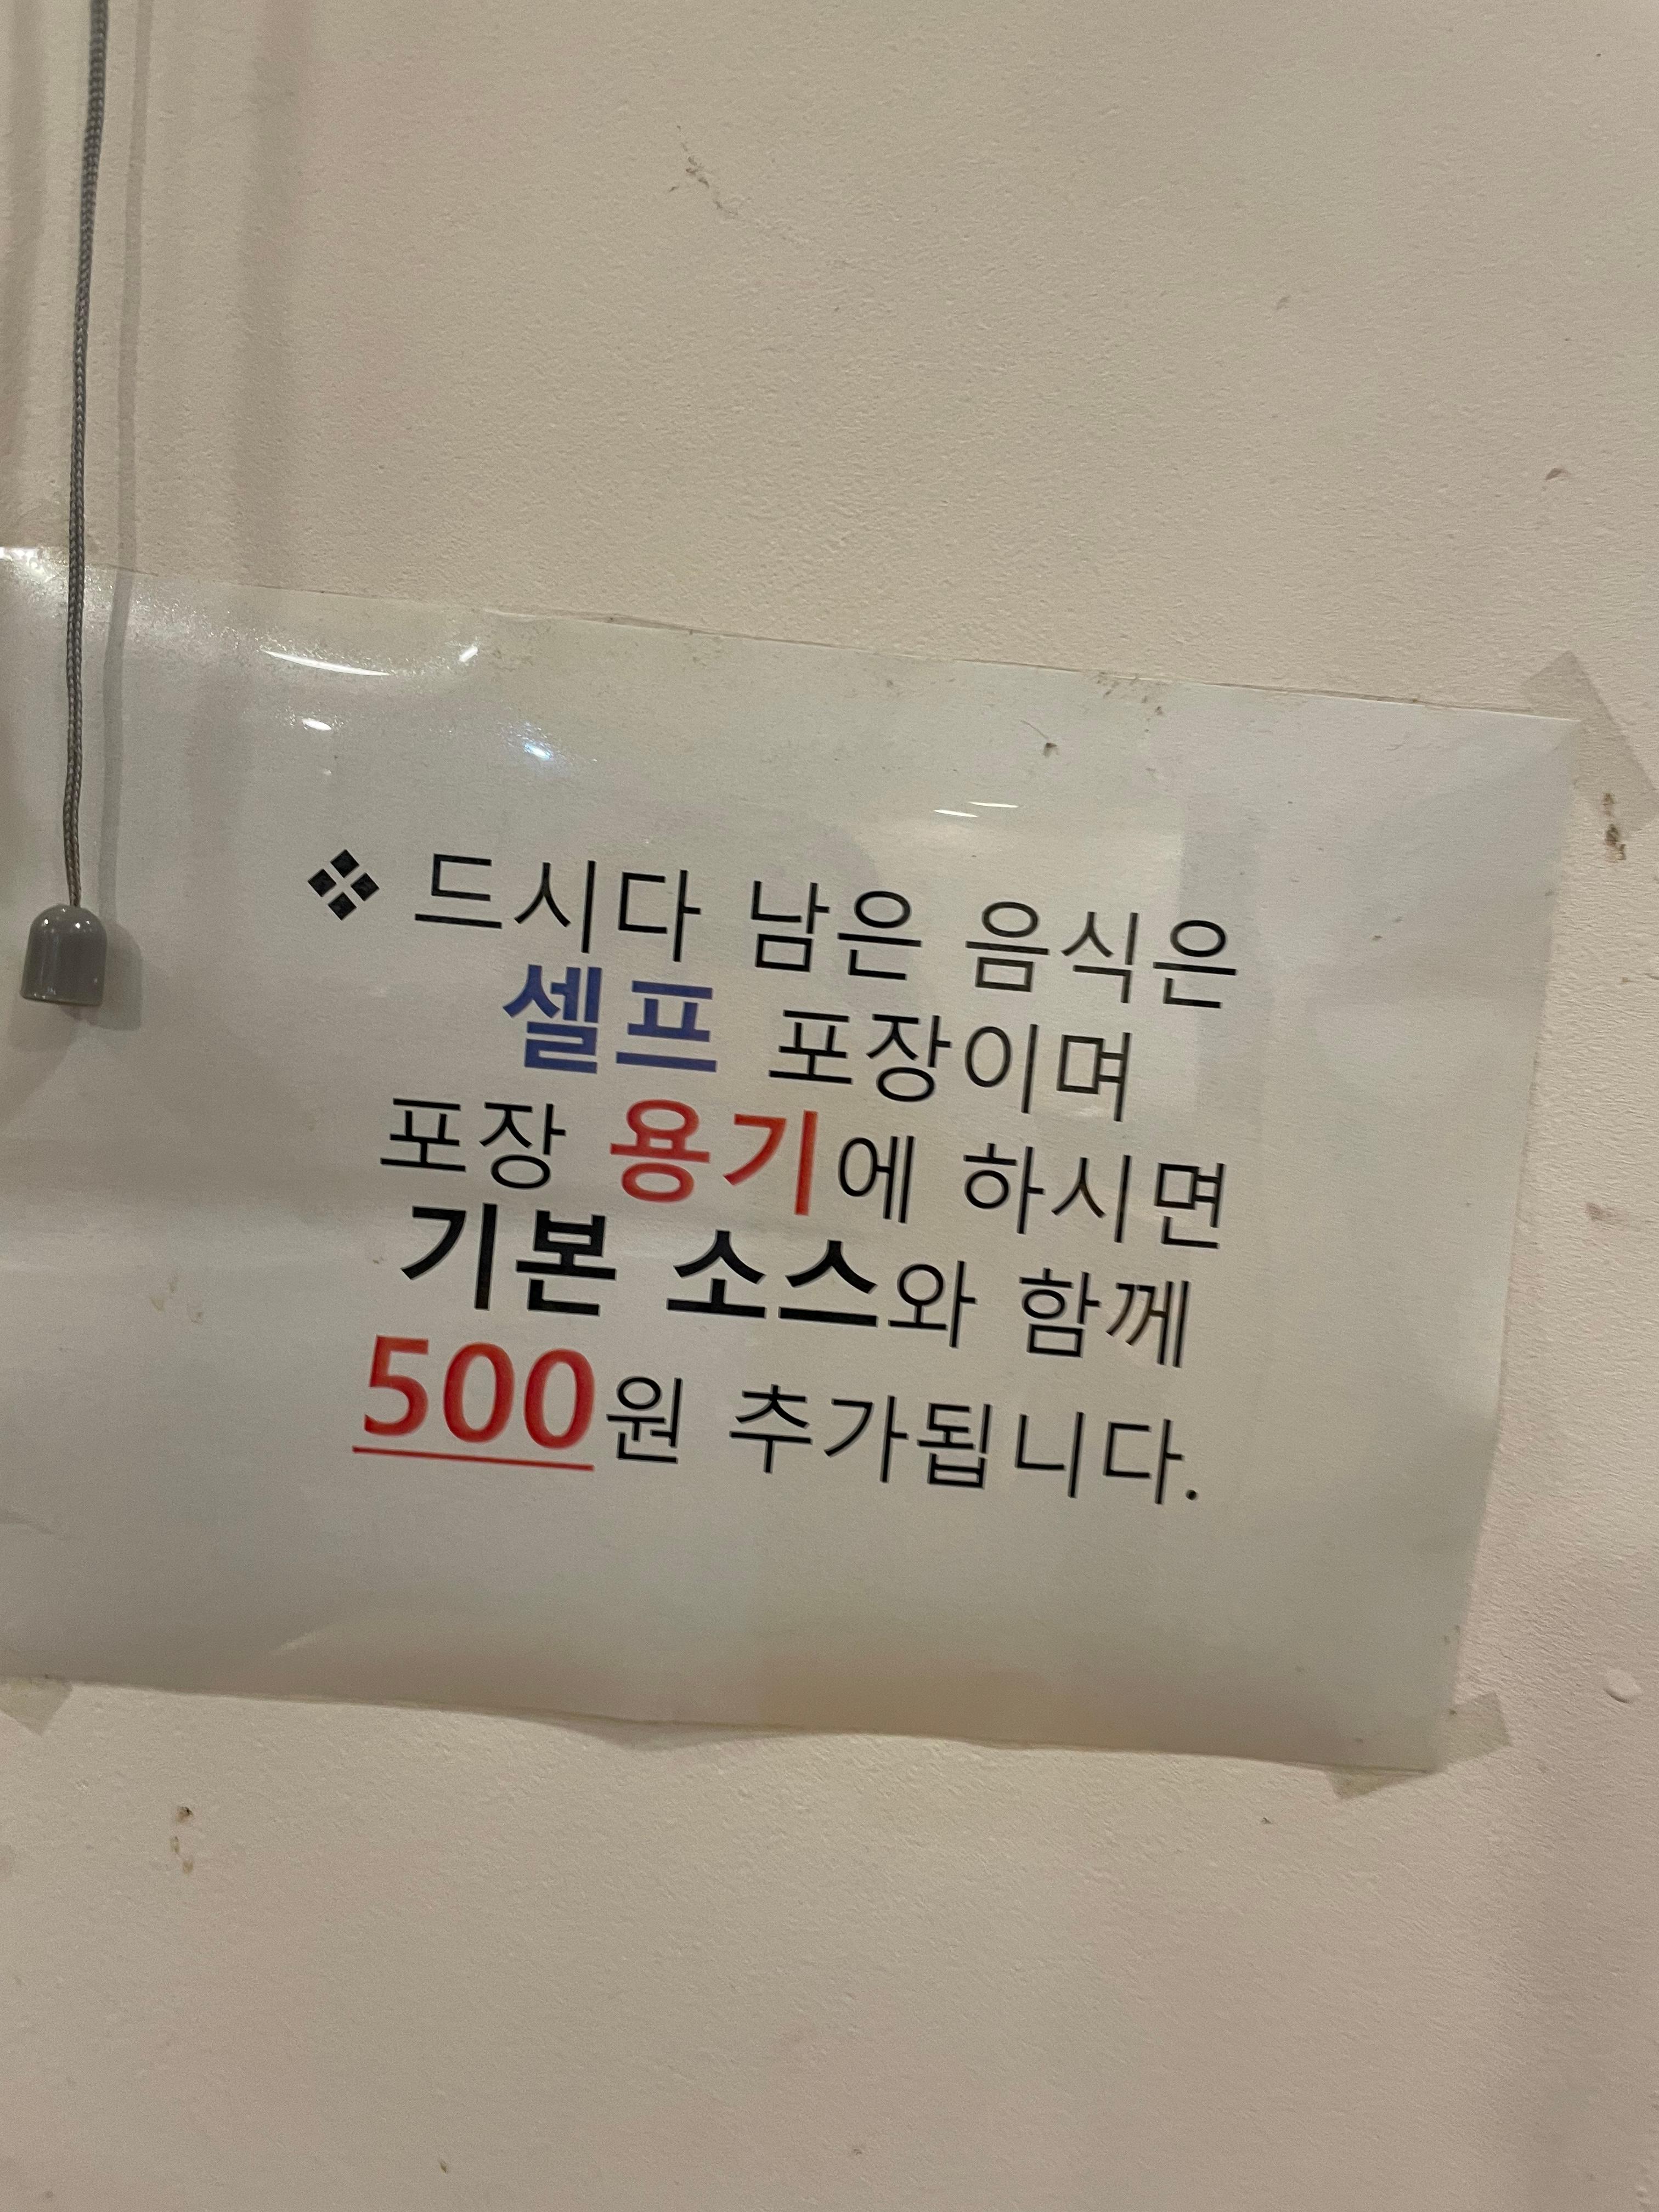 ❖ 드시다 남은 음식은
셀프 포장이며
포장 용기에 하시면
기본 소스와 함께
500원 추가됩니다.